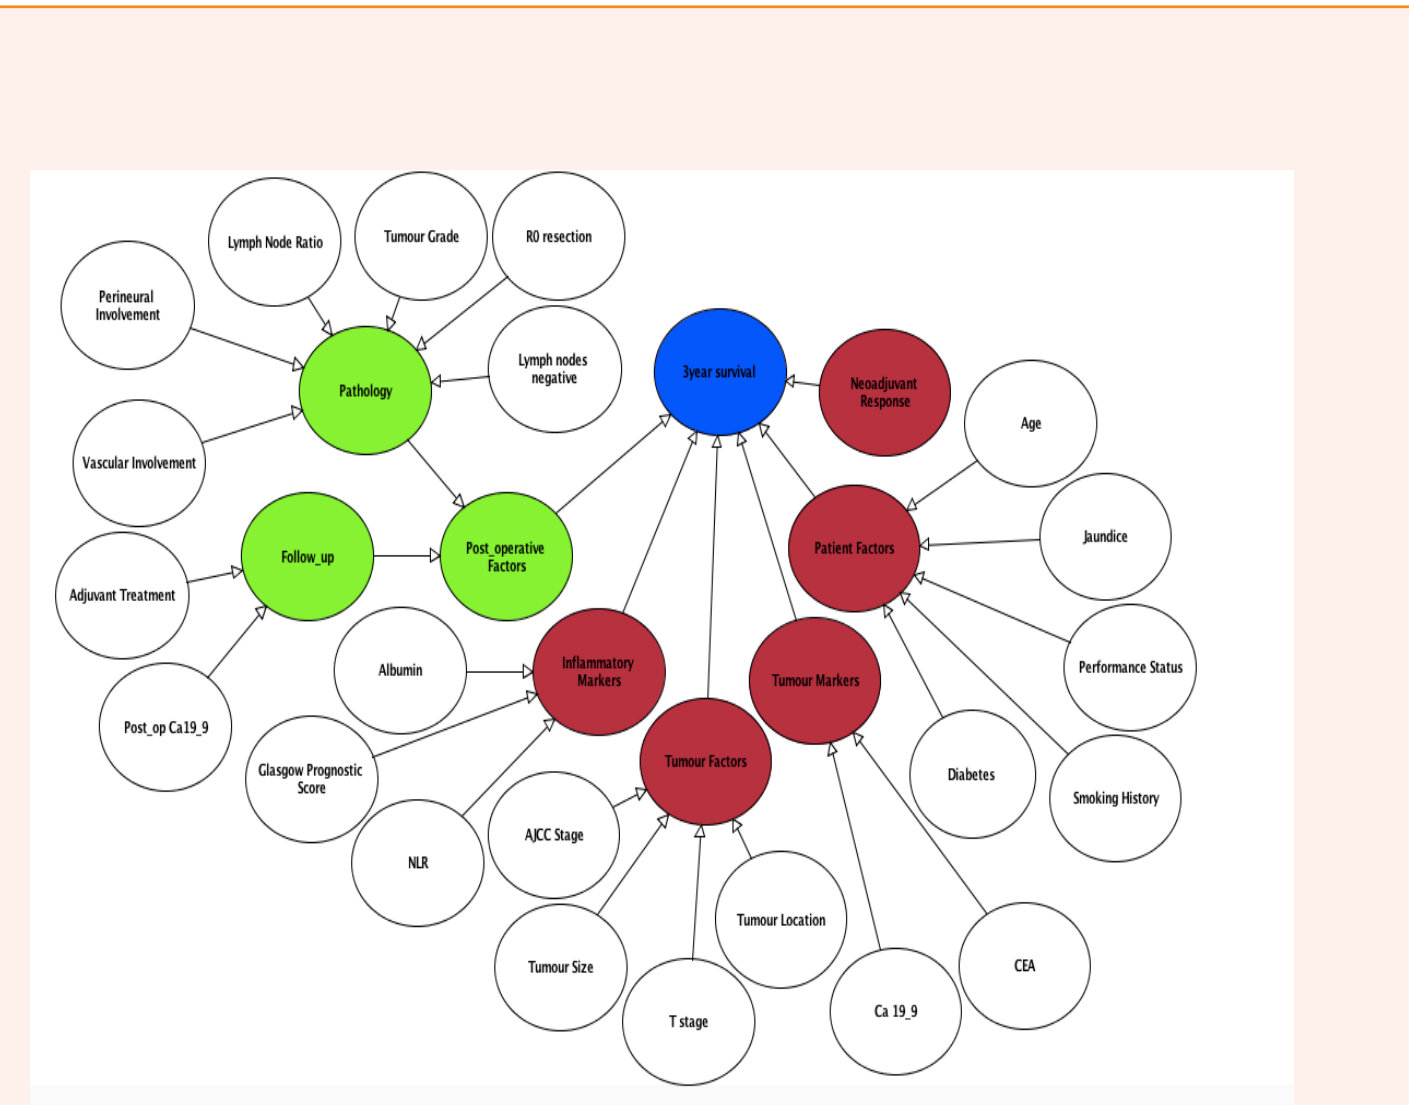 Lymph Node Ratio
Tumour Grade
R0 resection
Perineural
Involvement
Pathology
Lymph nodes
negative
3year survival
Neoadjuvant
Response
Age
Vascular Involvement
Follow_up
Post_operative
Factors
Patient Factors
Jaundice
Adjuvant Treatment
Albumin
Inflammatory
Markers
Tumour Markers
Performance Status
Post_op Ca19_9
Glasgow Prognostic
Score
Tumour Factors
Diabetes
Smoking History
NLR
AJCC Stage
Tumour Location
Tumour Size
T stage
Ca 19_9
CEA